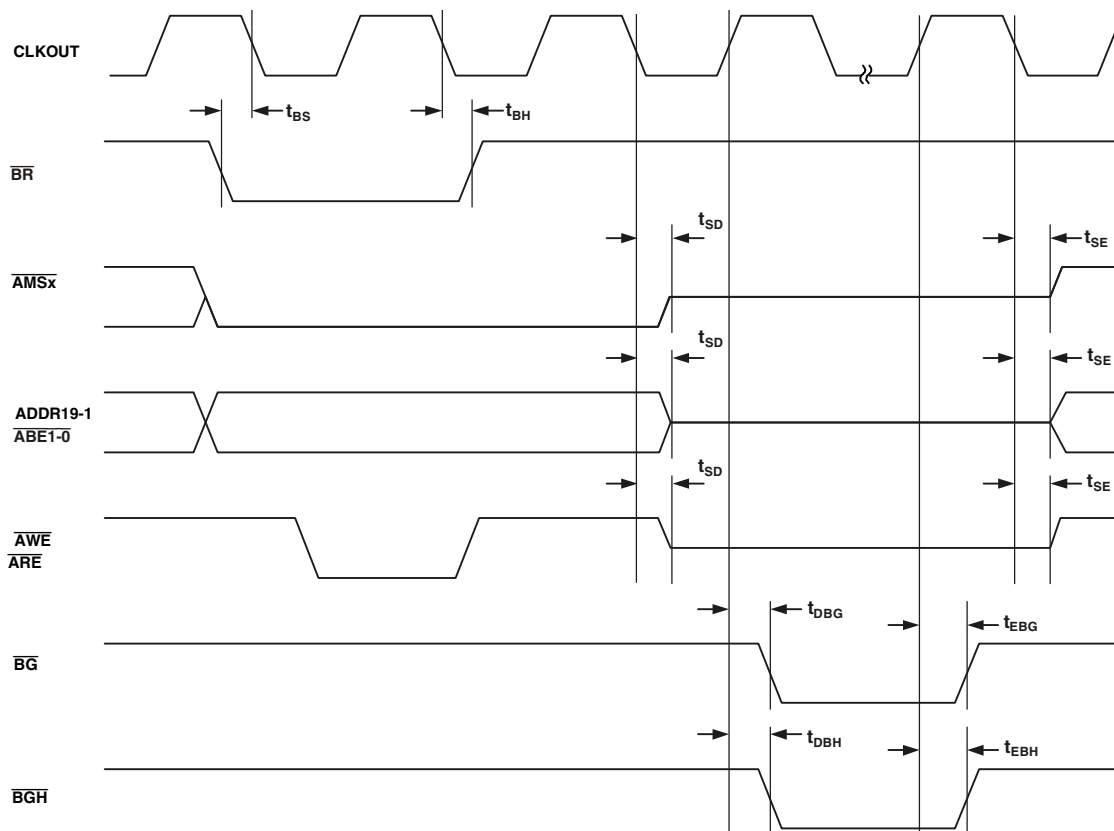 CLKOUT
tBS
tBH
BR
tSD
tSE
AMSx
tSD
tSE
ADDR19-1
ABE1-0
tSD
tSE
AWE
ARE
tDBG
tEBG
BG
tDBH
tEBH
BGH